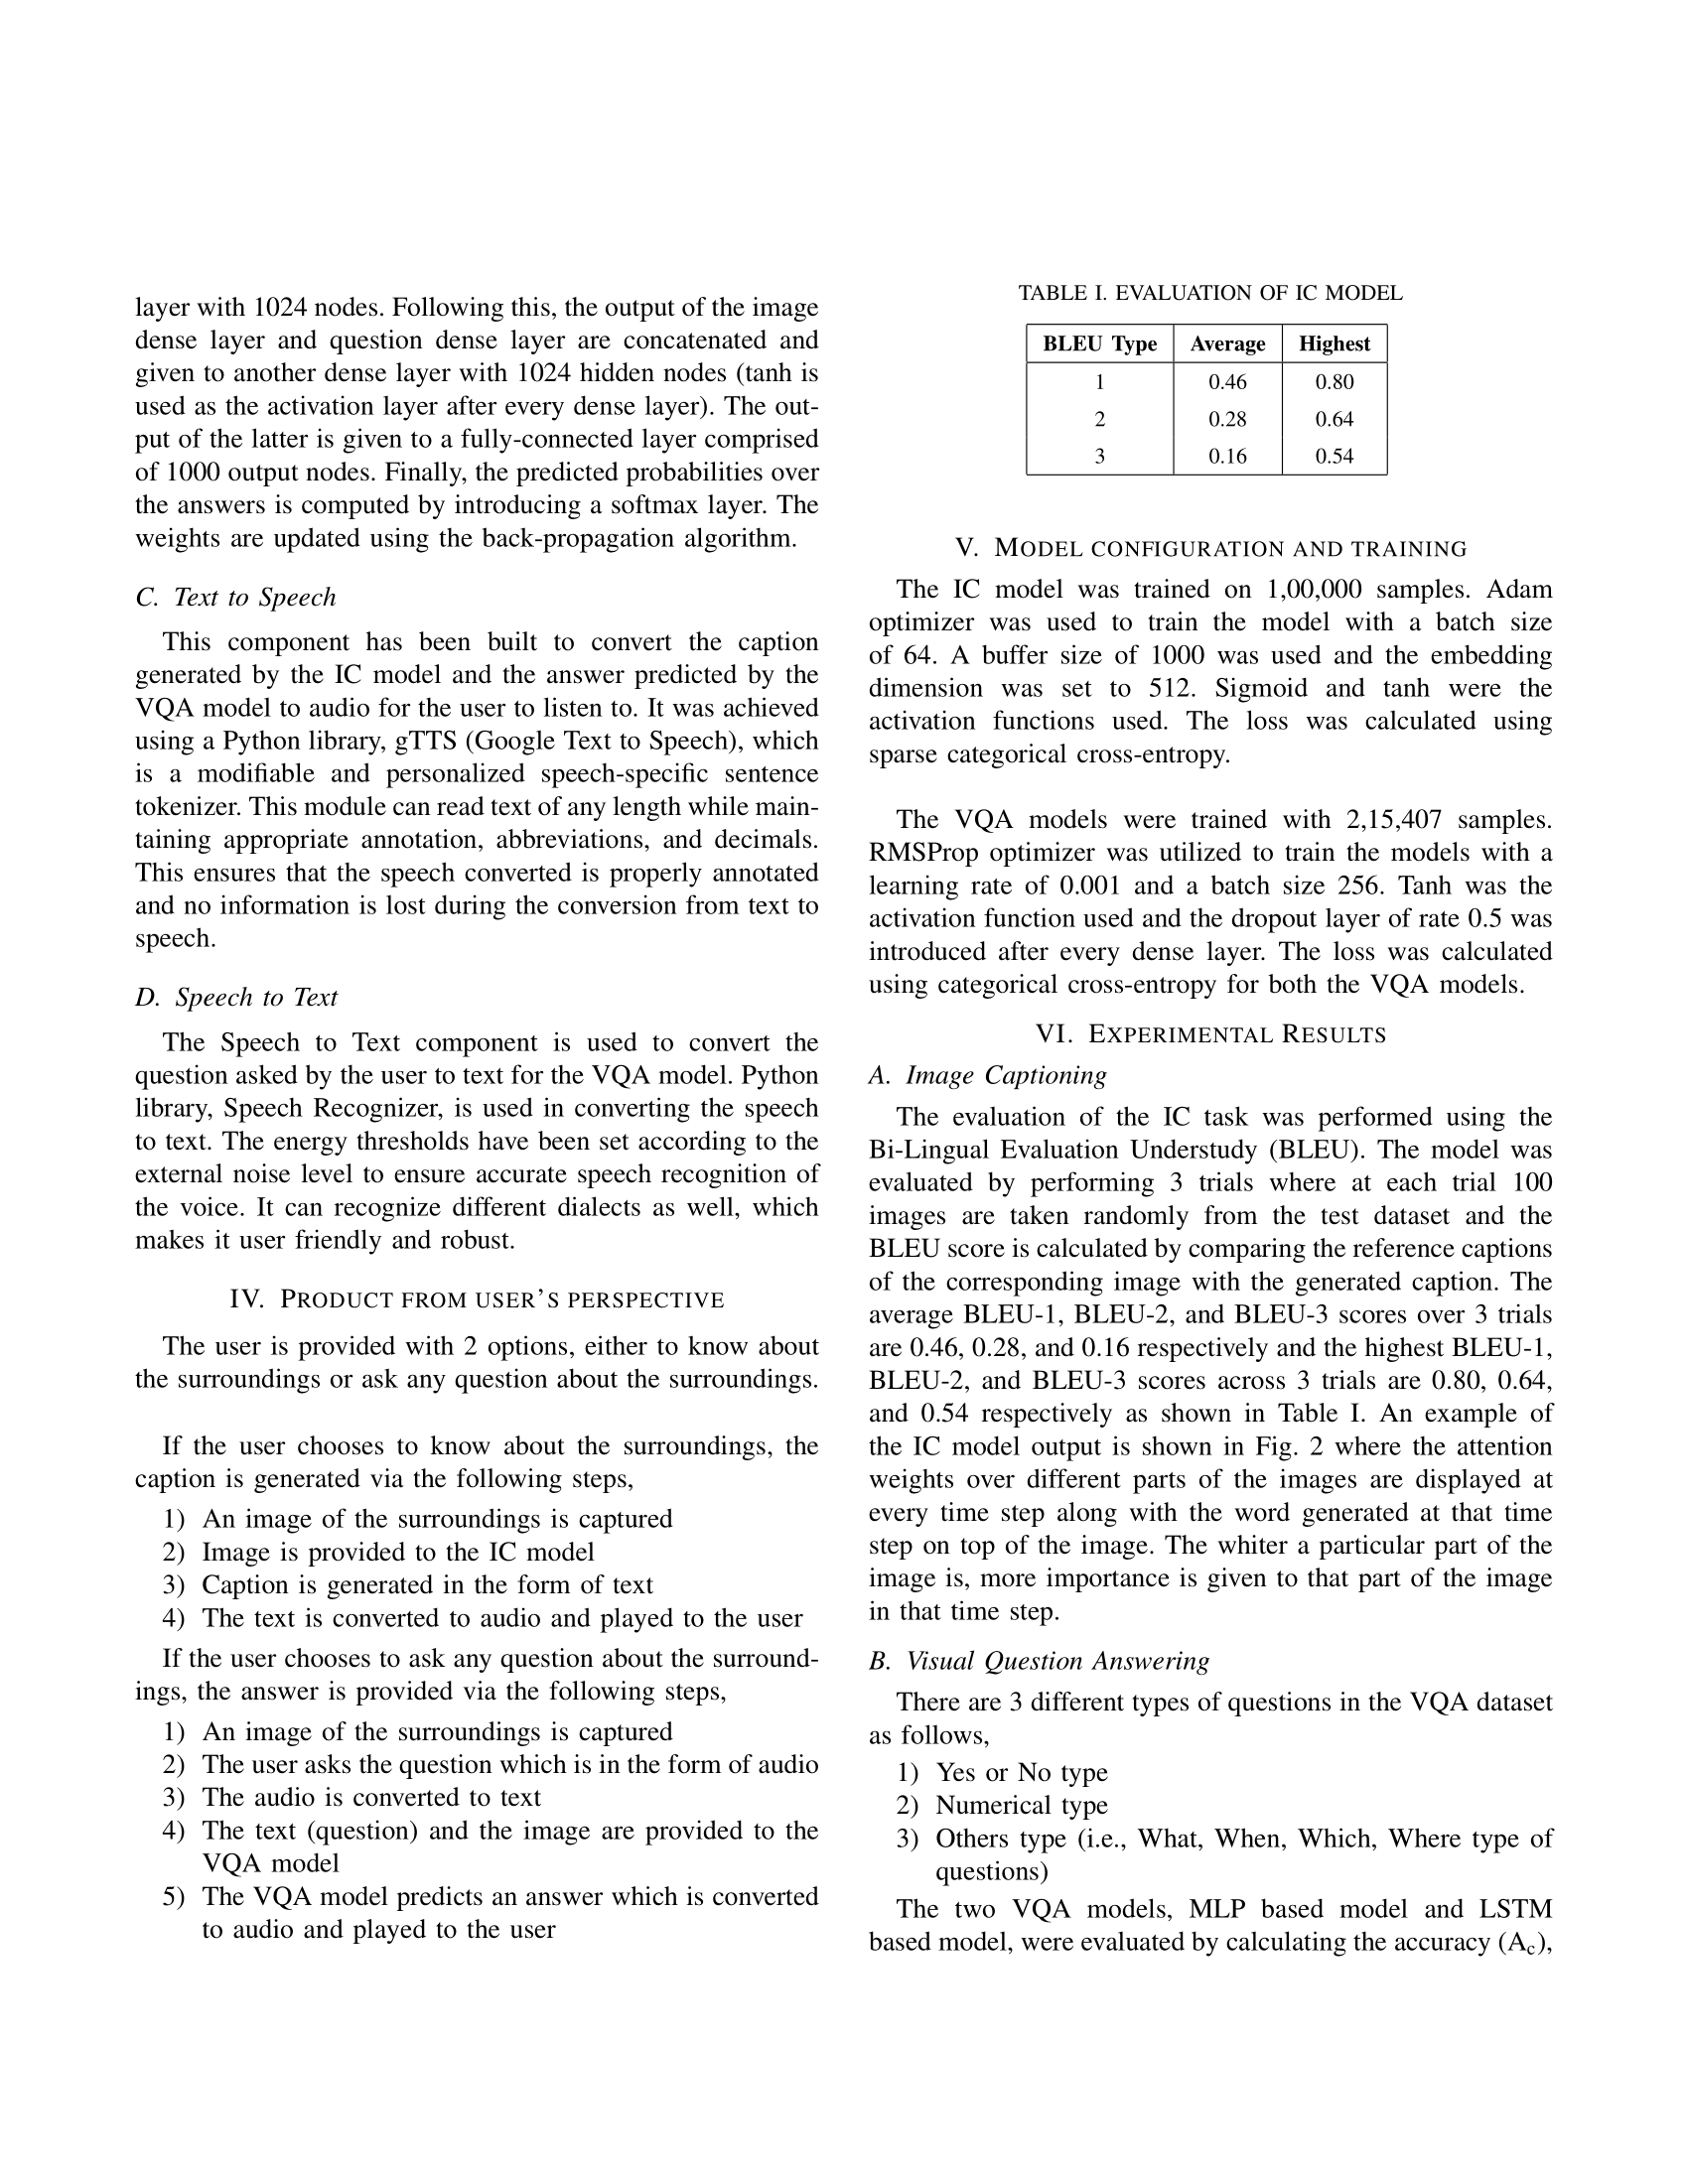 layer with 1024 nodes. Following this, the output of the image
dense layer and question dense layer are concatenated and
given to another dense layer with 1024 hidden nodes (tanh is
used as the activation layer after every dense layer). The out-
put of the latter is given to a fully-connected layer comprised
of 1000 output nodes. Finally, the predicted probabilities over
the answers is computed by introducing a softmax layer. The
weights are updated using the back-propagation algorithm.
C. Text to Speech
This component has been built to convert the caption
generated by the IC model and the answer predicted by the
VQA model to audio for the user to listen to. It was achieved
using a Python library, gTTS (Google Text to Speech), which
is a modifiable and personalized speech-specific sentence
tokenizer. This module can read text of any length while main-
taining appropriate annotation, abbreviations, and decimals.
This ensures that the speech converted is properly annotated
and no information is lost during the conversion from text to
speech.
D. Speech to Text
The Speech to Text component is used to convert the
question asked by the user to text for the VQA model. Python
library, Speech Recognizer, is used in converting the speech
to text. The energy thresholds have been set according to the
external noise level to ensure accurate speech recognition of
the voice. It can recognize different dialects as well, which
makes it user friendly and robust.
IV. PRODUCT FROM USER'S PERSPECTIVE
The user is provided with 2 options, either to know about
the surroundings or ask any question about the surroundings.
If the user chooses to know about the surroundings, the
caption is generated via the following steps,
1) An image of the surroundings is captured
2) Image is provided to the IC model
3) Caption is generated in the form of text
4) The text is converted to audio and played to the user
If the user chooses to ask any question about the surround-
ings, the answer is provided via the following steps,
1) An image of the surroundings is captured
2) The user asks the question which is in the form of audio
3) The audio is converted to text
4) The text (question) and the image are provided to the
VQA model
5) The VQA model predicts an answer which is converted
to audio and played to the user
TABLE I. EVALUATION OF IC MODEL
BLEU Type Average Highest
1 0.46 0.80
2 0.28 0.64
3 0.16 0.54
V. MODEL CONFIGURATION AND TRAINING
The IC model was trained on 1,00,000 samples. Adam
optimizer was used to train the model with a batch size
of 64. A buffer size of 1000 was used and the embedding
dimension was set to 512. Sigmoid and tanh were the
activation functions used. The loss was calculated using
sparse categorical cross-entropy.
The VQA models were trained with 2,15,407 samples.
RMSProp optimizer was utilized to train the models with a
learning rate of 0.001 and a batch size 256. Tanh was the
activation function used and the dropout layer of rate 0.5 was
introduced after every dense layer. The loss was calculated
using categorical cross-entropy for both the VQA models.
VI. EXPERIMENTAL RESULTS
A. Image Captioning
The evaluation of the IC task was performed using the
Bi-Lingual Evaluation Understudy (BLEU). The model was
evaluated by performing 3 trials where at each trial 100
images are taken randomly from the test dataset and the
BLEU score is calculated by comparing the reference captions
of the corresponding image with the generated caption. The
average BLEU-1, BLEU-2, and BLEU-3 scores over 3 trials
are 0.46, 0.28, and 0.16 respectively and the highest BLEU-1,
BLEU-2, and BLEU-3 scores across 3 trials are 0.80, 0.64,
and 0.54 respectively as shown in Table I. An example of
the IC model output is shown in Fig. 2 where the attention
weights over different parts of the images are displayed at
every time step along with the word generated at that time
step on top of the image. The whiter a particular part of the
image is, more importance is given to that part of the image
in that time step.
B. Visual Question Answering
There are 3 different types of questions in the VQA dataset
as follows,
1) Yes or No type
2) Numerical type
3) Others type (i.e., What, When, Which, Where type of
questions)
The two VQA models, MLP based model and LSTM
based model, were evaluated by calculating the accuracy (Ac),